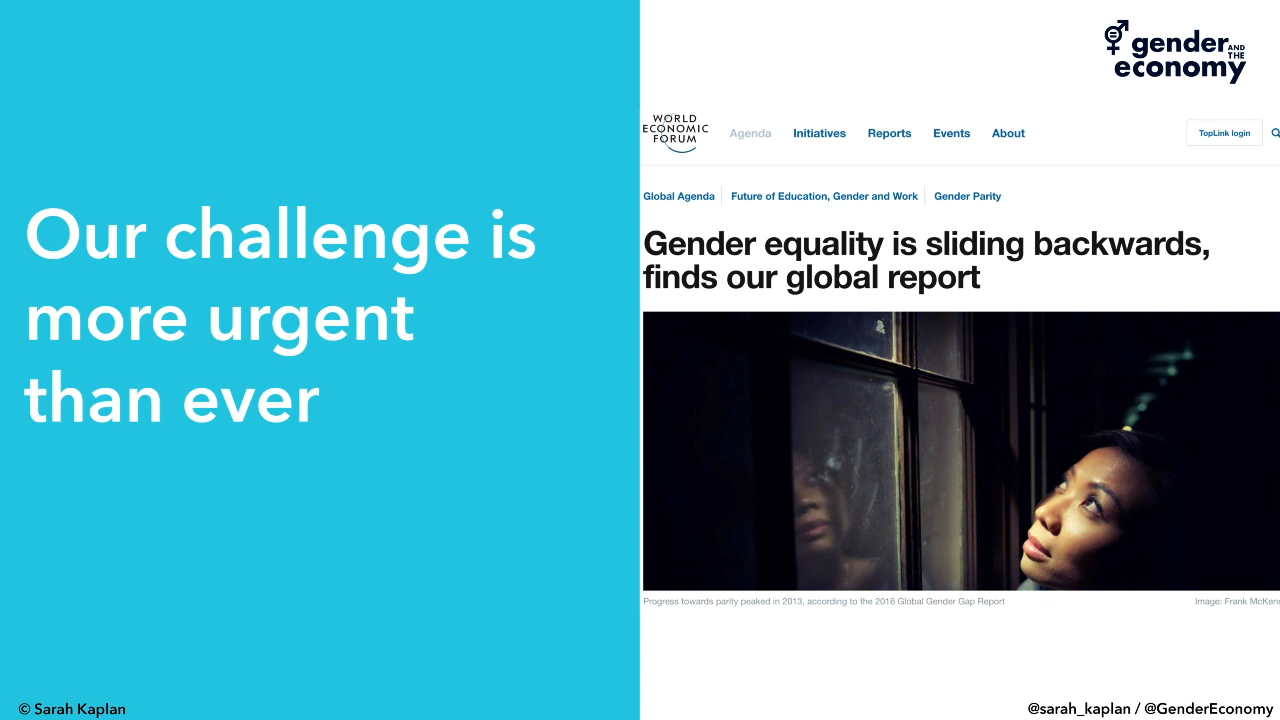 Our challenge is
more urgent
than ever
© Sarah Kaplan
gender AND THE
economy
WORLD
ECONOMIC
FORUM
Agenda Initiatives Reports Events About
TopLink login
Global Agenda Future of Education, Gender and Work Gender Parity
Gender equality is sliding backwards,
finds our global report
Progress towards parity peaked in 2013, according to the 2016 Global Gender Gap Report
Image: Frank
@sarah_kaplan / @GenderEconomy